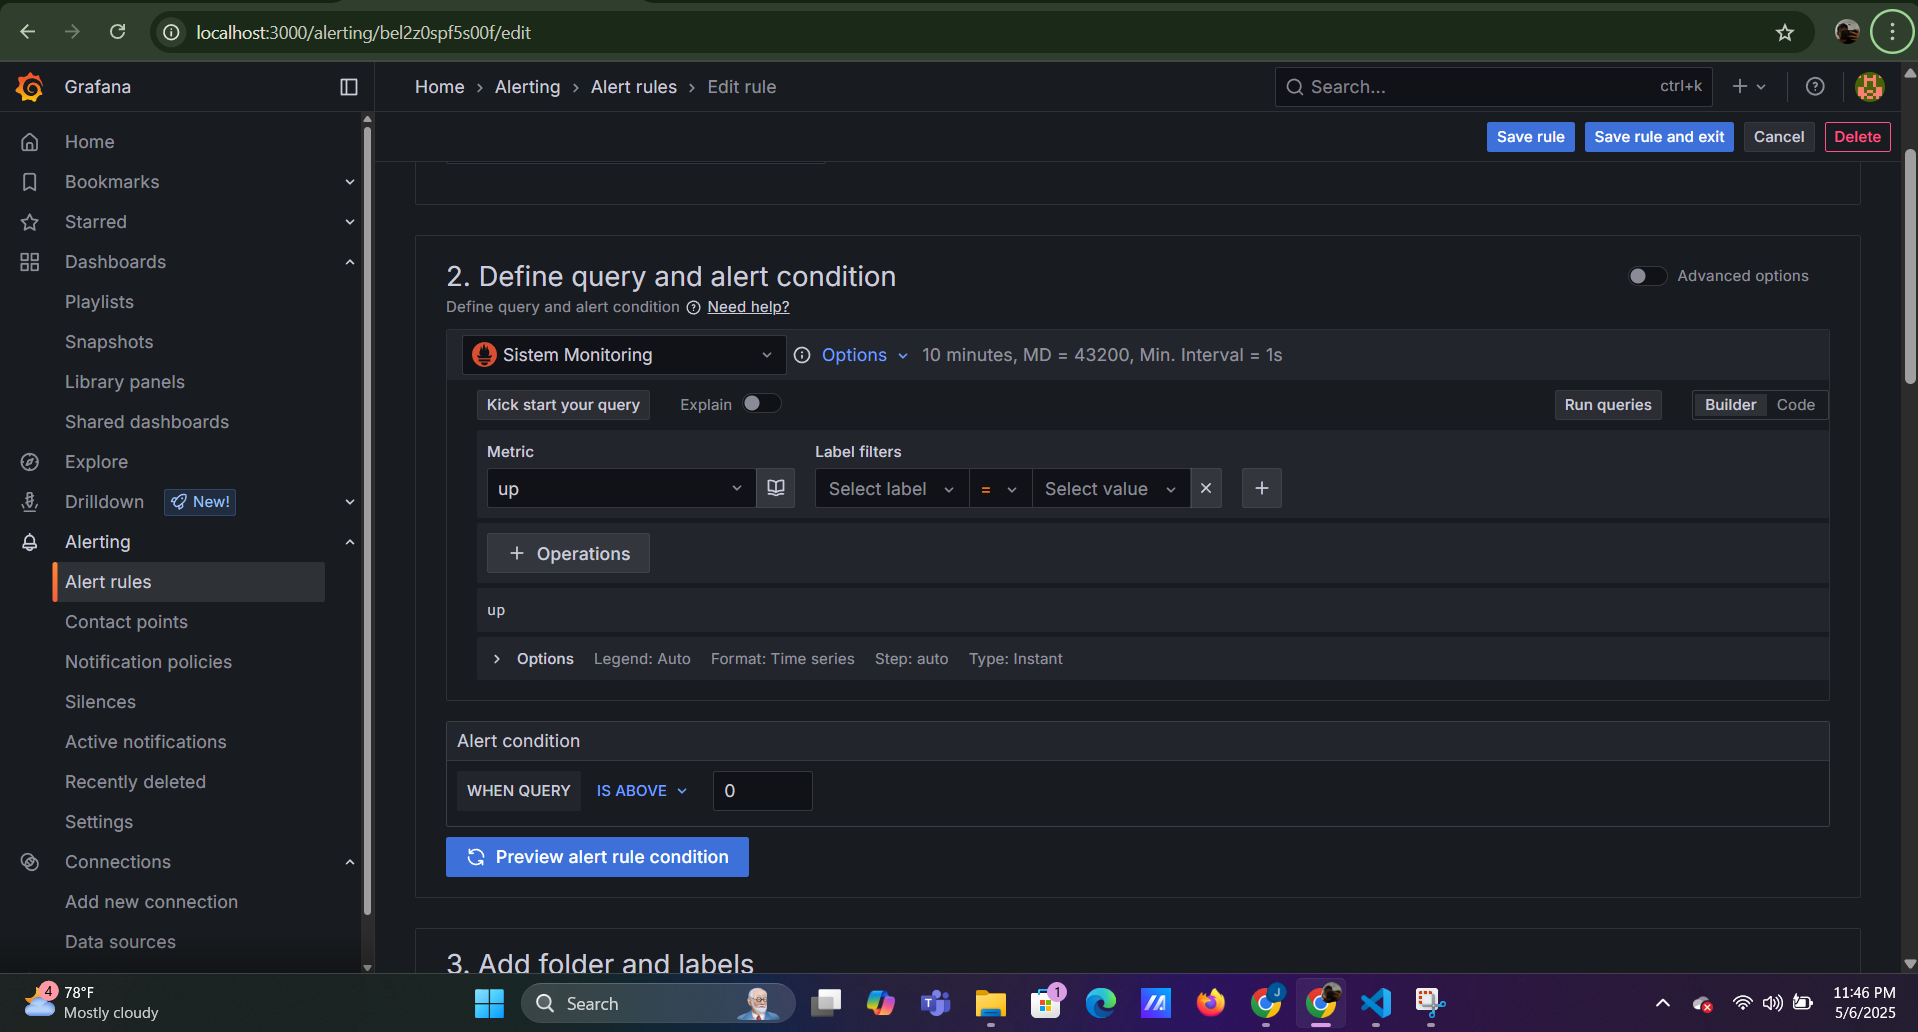 localhost:3000/alerting/bel2z0spf5s00f/edit
Grafana
Home › Alerting › Alert rules › Edit rule
Search...
ctrl+k
Save rule
Save rule and exit
Cancel
Delete
Home
Bookmarks
Starred
Dashboards
Playlists
Snapshots
Library panels
Shared dashboards
Explore
Drilldown
New!
Alerting
Alert rules
Contact points
Notification policies
Silences
Active notifications
Recently deleted
Settings
Connections
Add new connection
Data sources
2. Define query and alert condition
Advanced options
Define query and alert condition
Need help?
Sistem Monitoring
Options
10 minutes, MD = 43200, Min. Interval = 1s
Kick start your query
Explain
Run queries
Builder
Code
Metric
Label filters
up
Select label
=
Select value
+ Operations
up
Options
Legend: Auto
Format: Time series
Step: auto
Type: Instant
Alert condition
WHEN QUERY
IS ABOVE
0
Preview alert rule condition
3. Add folder and labels
4
78°F
Mostly cloudy
Search
T
1
J
11:46 PM
5/6/2025